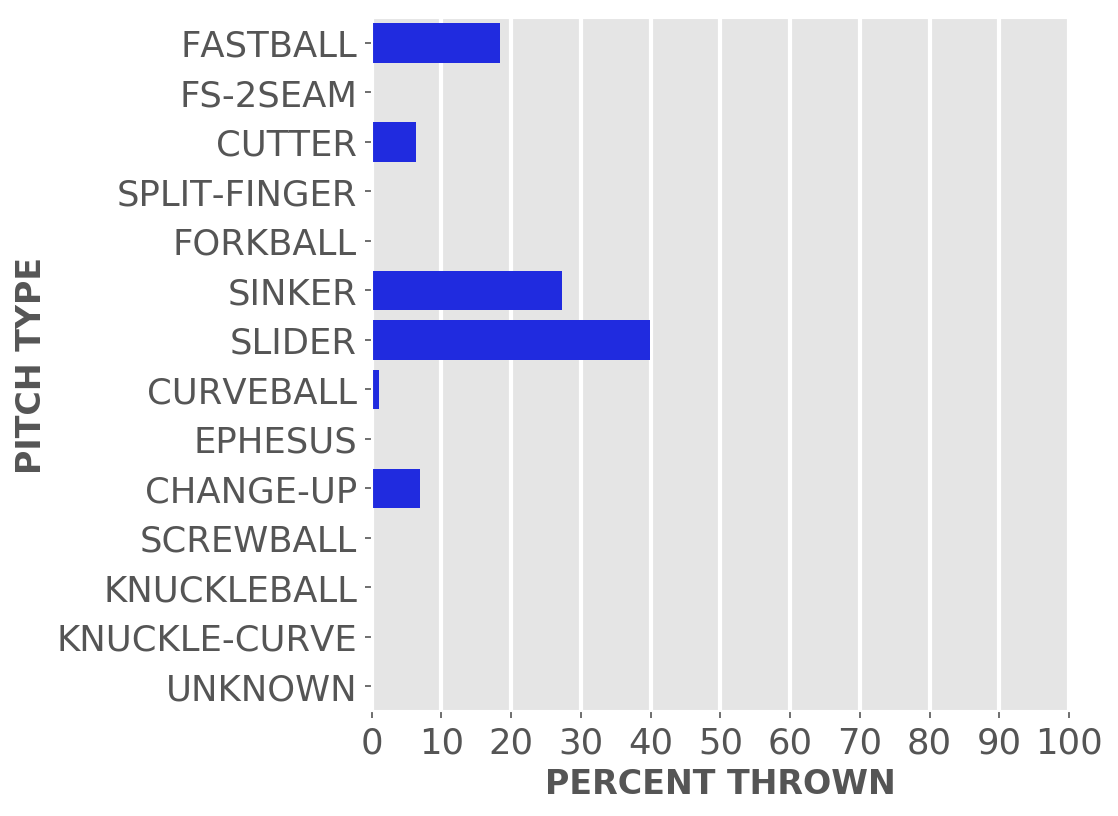 FASTBALL
FS-2SEAM
CUTTER
SPLIT-FINGER
FORKBALL
SINKER
SLIDER
CURVEBALL
EPHESUS
CHANGE-UP
SCREWBALL
KNUCKLEBALL
KNUCKLE-CURVE
UNKNOWN
PITCH TYPE
0 10 20 30 40 50 60 70 80 90 100
PERCENT THROWN